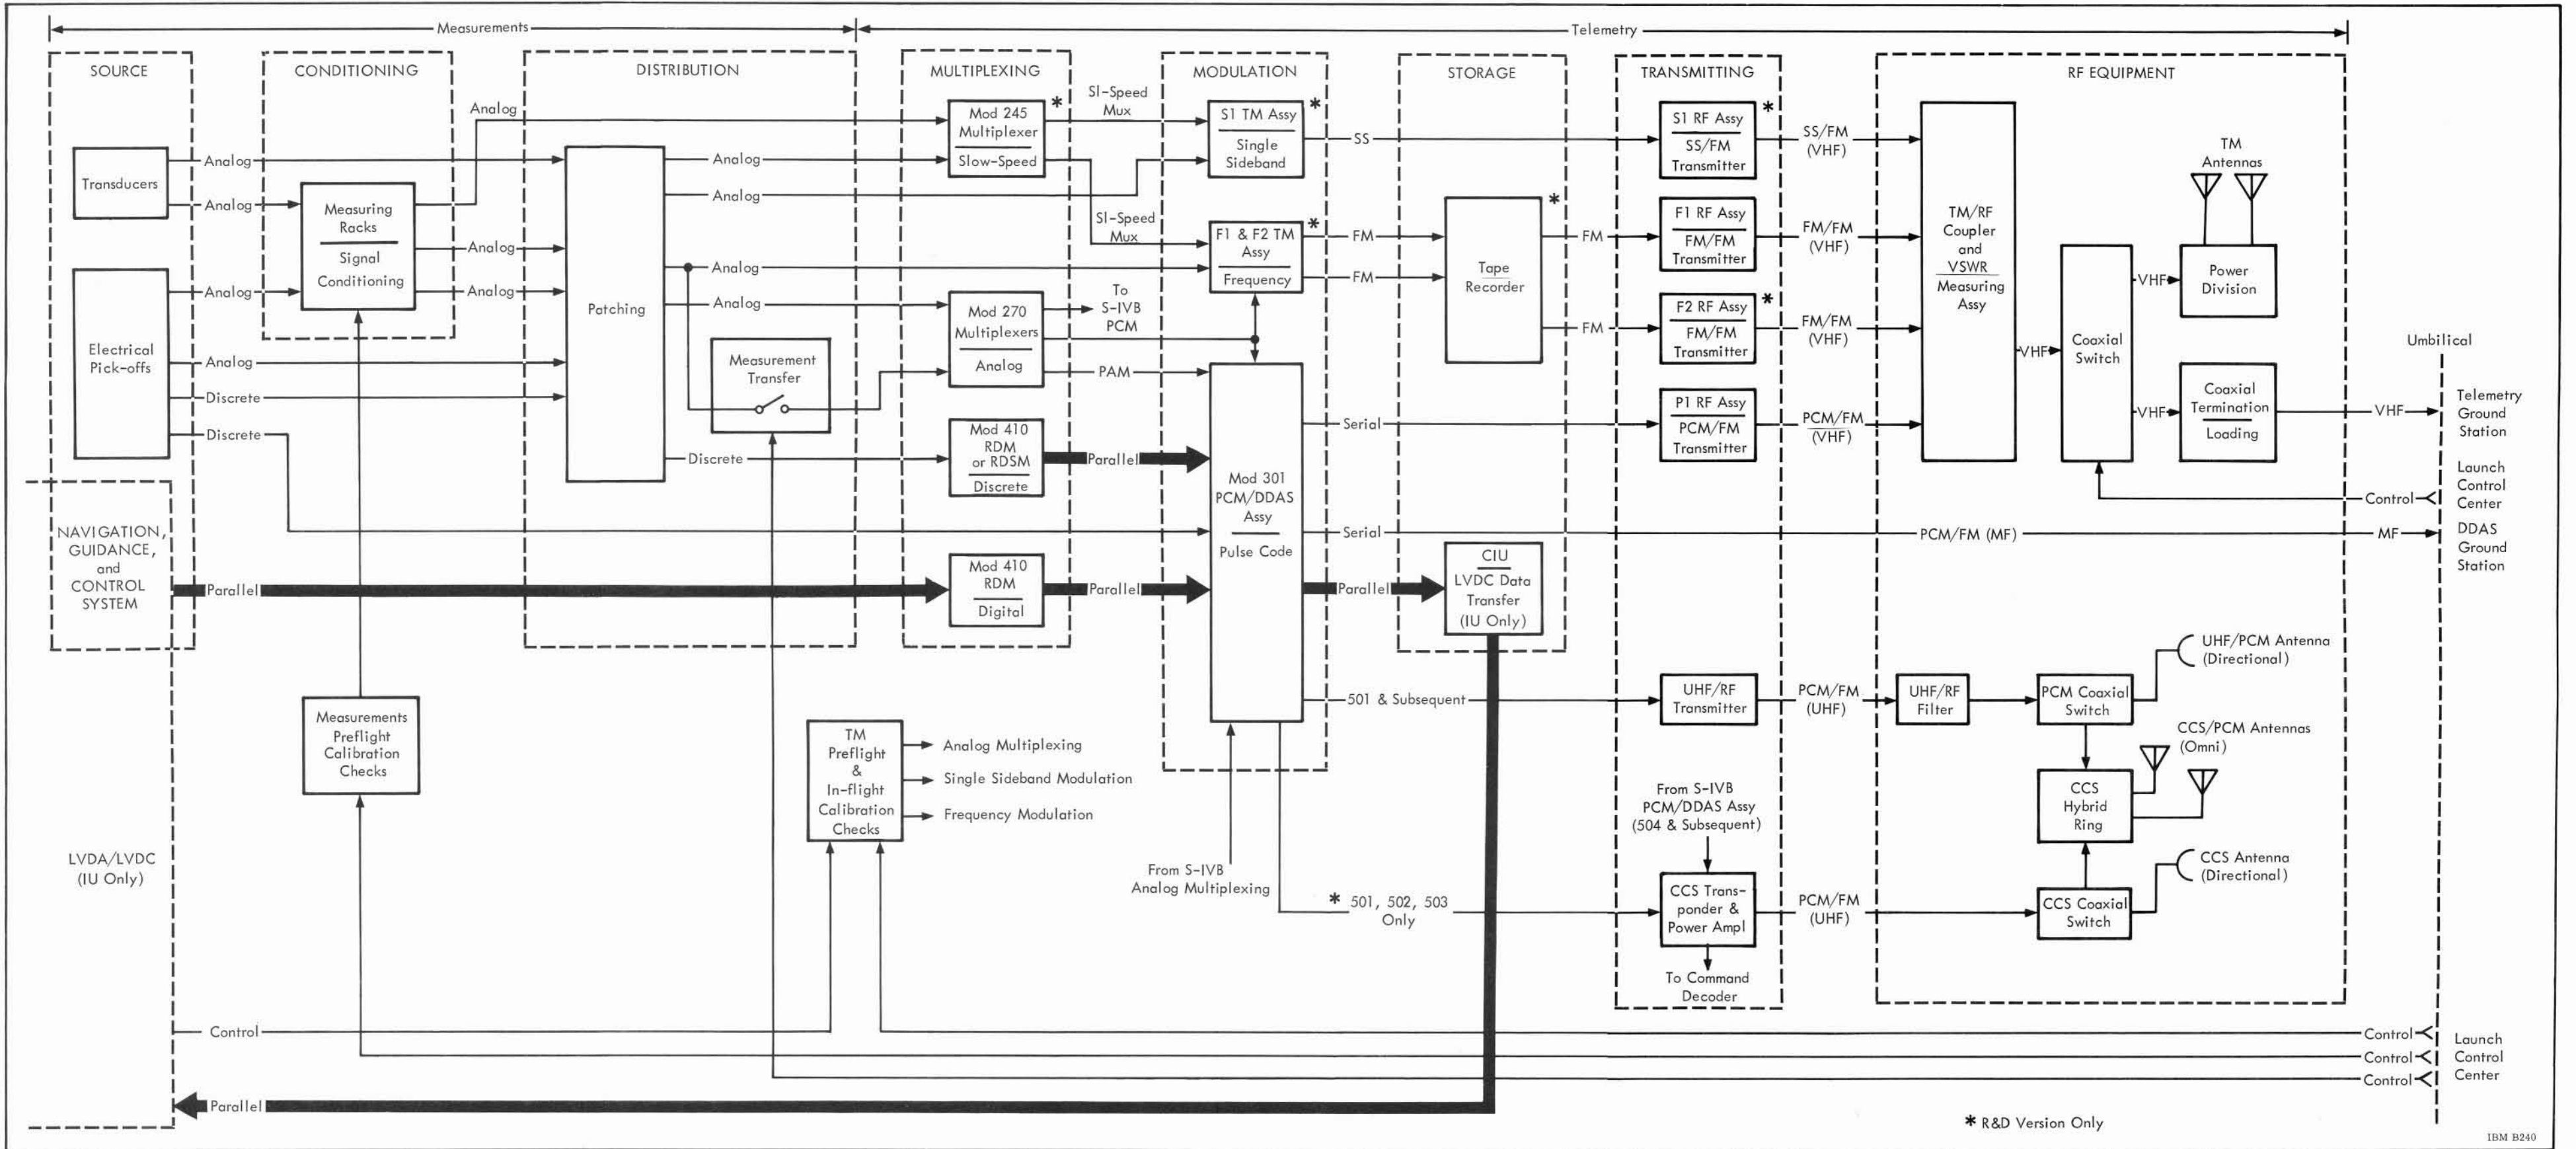 Measurements
Telemetry
SOURCE
CONDITIONING
DISTRIBUTION
MULTIPLEXING
MODULATION
STORAGE
TRANSMITTING
RF EQUIPMENT
Transducers
Analog
Analog
Electrical
Pick-offs
Analog
Analog
Discrete
Discrete
NAVIGATION,
GUIDANCE,
and
CONTROL
SYSTEM
Parallel
LVDA/LVDC
(IU Only)
Control
Parallel
Measuring
Racks
Signal
Conditioning
Analog
Analog
Analog
Measurements
Preflight
Calibration
Checks
Patching
Analog
Analog
Analog
Analog
Measurement
Transfer
Discrete
TM
Preflight
&
In-flight
Calibration
Checks
Analog Multiplexing
Single Sideband Modulation
Frequency Modulation
Mod 245 *
Multiplexer
Slow-Speed
Sl-Speed
Mux
Sl-Speed
Mux
Mod 270
Multiplexers
Analog
To
S-IVB
PCM
PAM
Mod 410
RDM
or RDSM
Discrete
Parallel
Mod 410
RDM
Digital
Parallel
S1 TM Assy *
Single
Sideband
SS
F1 & F2 TM *
Assy
Frequency
FM
FM
Mod 301
PCM/DDAS
Assy
Pulse Code
Serial
Serial
Parallel
501 & Subsequent
From S-IVB
Analog Multiplexing
* 501, 502, 503
Only
Tape *
Recorder
FM
FM
CIU
LVDC Data
Transfer
(IU Only)
S1 RF Assy *
SS/FM
Transmitter
SS/FM
(VHF)
F1 RF Assy
FM/FM
Transmitter
FM/FM
(VHF)
F2 RF Assy *
FM/FM
Transmitter
FM/FM
(VHF)
P1 RF Assy
PCM/FM
Transmitter
PCM/FM
(VHF)
PCM/FM (MF)
UHF/RF
Transmitter
PCM/FM
(UHF)
From S-IVB
PCM/DDAS Assy
(504 & Subsequent)
CCS Trans-
ponder &
Power Ampl
To Command
Decoder
PCM/FM
(UHF)
TM/RF
Coupler
and
VSWR
Measuring
Assy
VHF
Coaxial
Switch
VHF
VHF
TM
Antennas
Power
Division
Coaxial
Termination
Loading
UHF/RF
Filter
PCM Coaxial
Switch
UHF/PCM Antenna
(Directional)
CCS/PCM Antennas
(Omni)
CCS
Hybrid
Ring
CCS Antenna
(Directional)
CCS Coaxial
Switch
Umbilical
VHF
Telemetry
Ground
Station
Control
Launch
Control
Center
MF
DDAS
Ground
Station
Control
Control
Control
Launch
Control
Center
* R&D Version Only
IBM B240